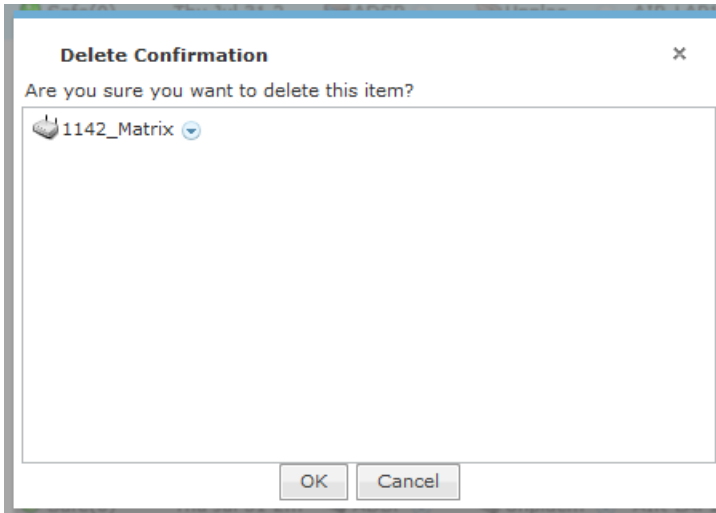 Delete Confirmation
Are you sure you want to delete this item?
1142_Matrix
OK Cancel